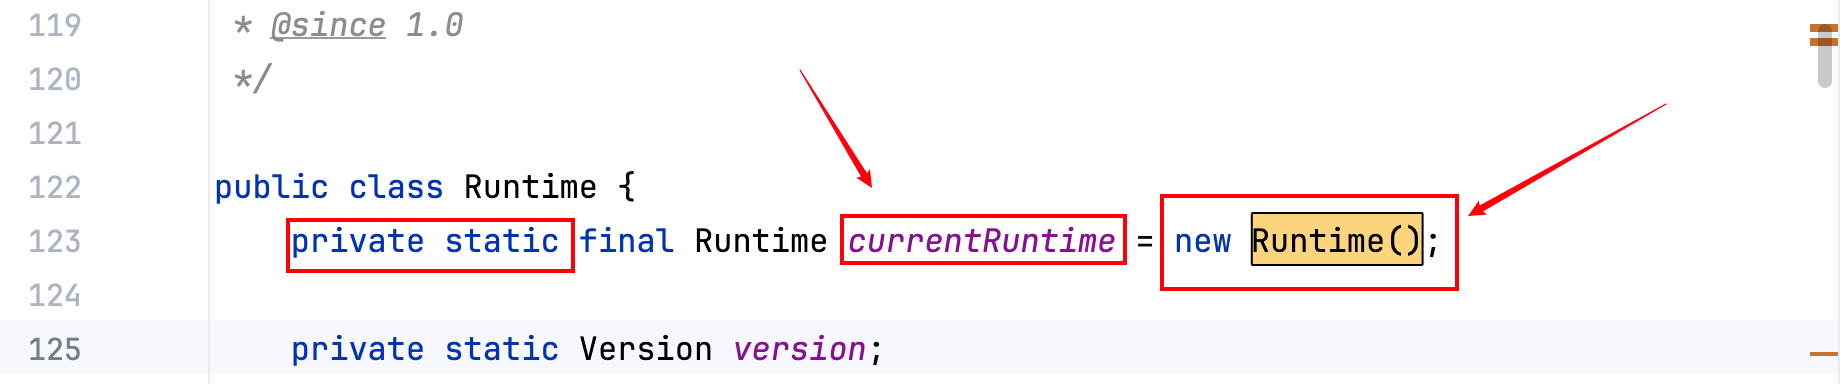 119 * @since 1.0
120 */
121
122 public class Runtime {
123 private static final Runtime currentRuntime = new Runtime();
124
125 private static Version version;